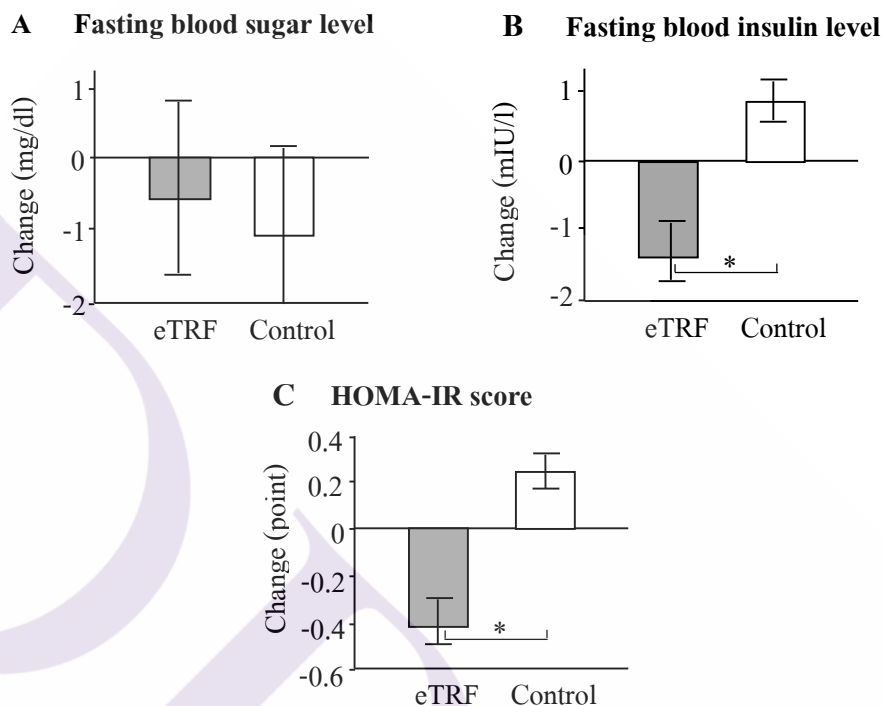 A Fasting blood sugar level
Change (mg/dl)
1
0
-1
-2
eTRF Control
B Fasting blood insulin level
Change (mIU/l)
1
0
-1
-2
*
eTRF Control
C HOMA-IR score
Change (point)
0.4
0.2
0
-0.2
-0.4
-0.6
*
eTRF Control